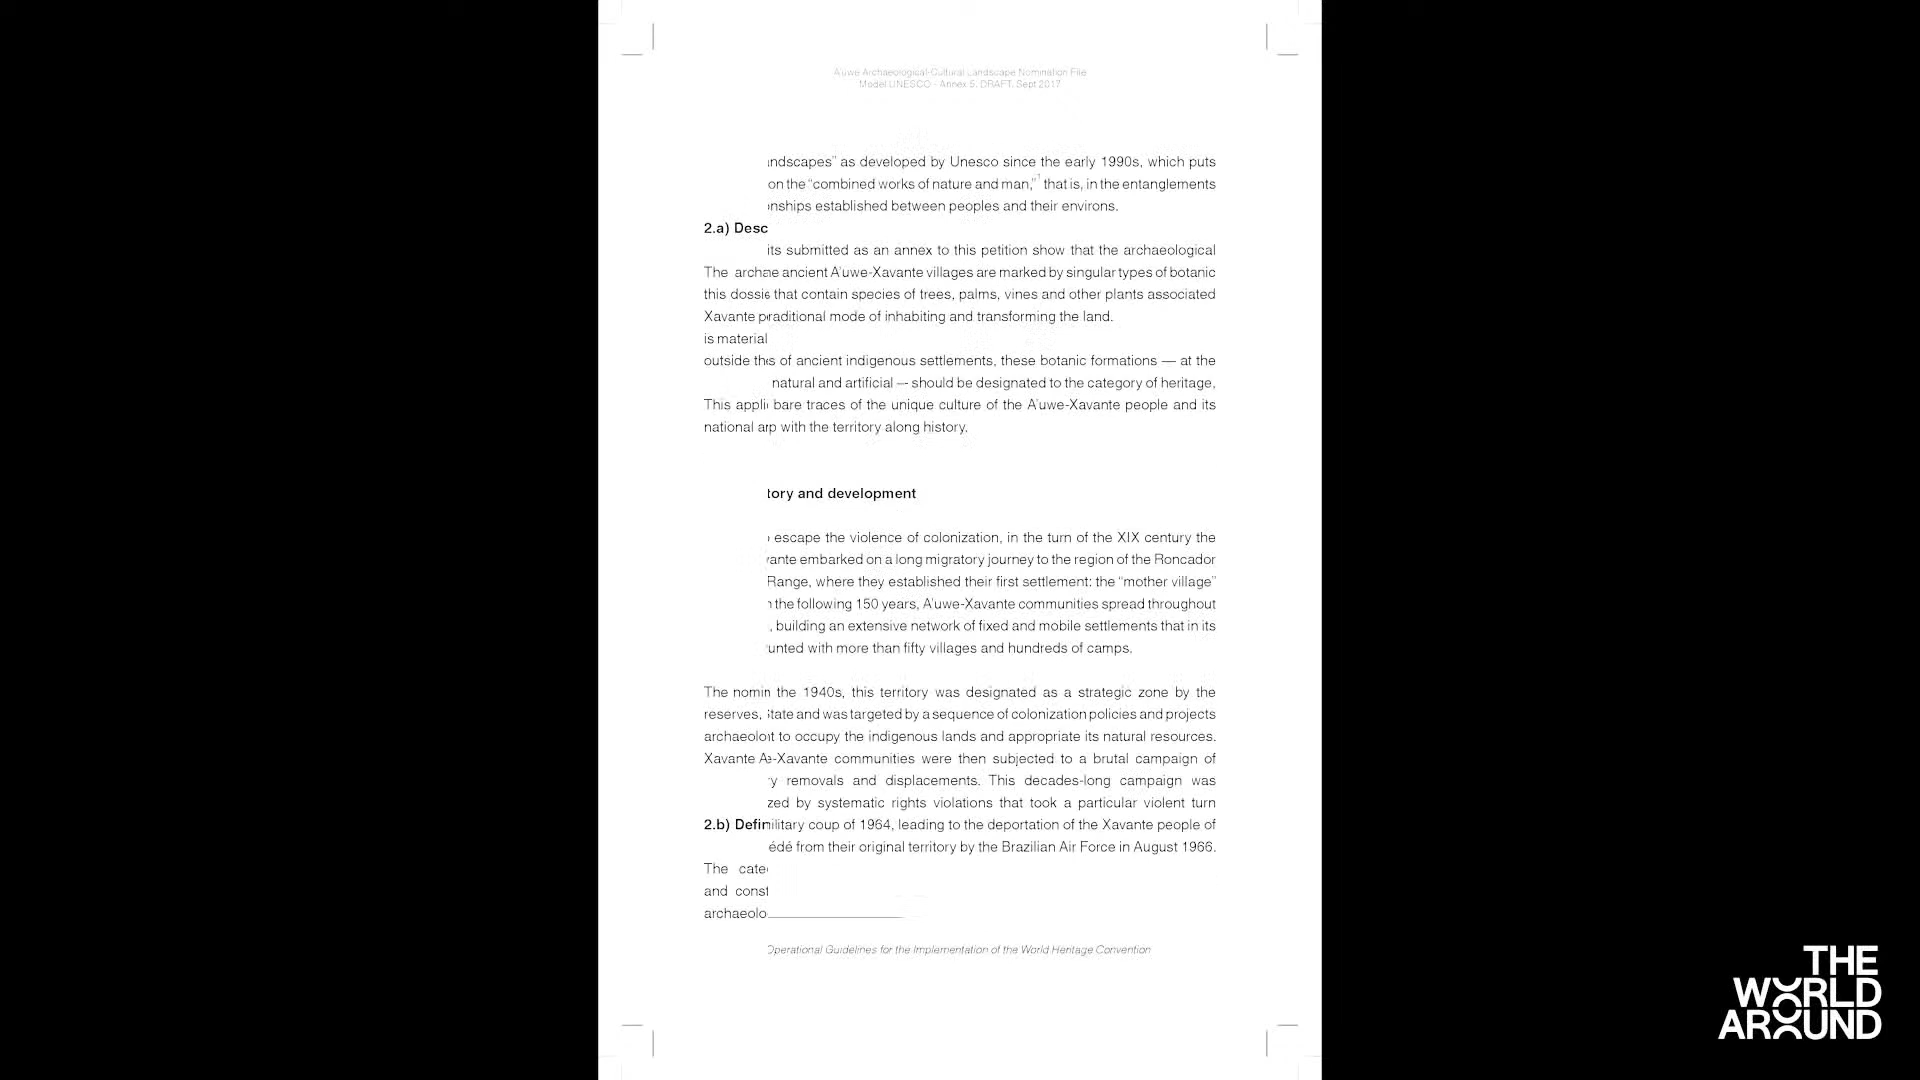 A'uwe Archaeological-Cultural Landscape Nomination File
Model UNESCO - Annex 5. DRAFT. Sept 2017
ndscapes” as developed by Unesco since the early 1990s, which puts
on the “combined works of nature and man,”1 that is, in the entanglements
nships established between peoples and their environs.
2.a) Desc
its submitted as an annex to this petition show that the archaeological
The archae ancient A'uwe-Xavante villages are marked by singular types of botanic
this dossie that contain species of trees, palms, vines and other plants associated
Xavante p raditional mode of inhabiting and transforming the land.
is material
outside the s of ancient indigenous settlements, these botanic formations — at the
natural and artificial –- should be designated to the category of heritage,
This appli bare traces of the unique culture of the A'uwe-Xavante people and its
national ar p with the territory along history.
tory and development
escape the violence of colonization, in the turn of the XIX century the
vante embarked on a long migratory journey to the region of the Roncador
Range, where they established their first settlement: the “mother village”
the following 150 years, A'uwe-Xavante communities spread throughout
, building an extensive network of fixed and mobile settlements that in its
unted with more than fifty villages and hundreds of camps.
The nomin the 1940s, this territory was designated as a strategic zone by the
reserves, State and was targeted by a sequence of colonization policies and projects
archaeolo t to occupy the indigenous lands and appropriate its natural resources.
Xavante A e-Xavante communities were then subjected to a brutal campaign of
ry removals and displacements. This decades-long campaign was
zed by systematic rights violations that took a particular violent turn
2.b) Defin military coup of 1964, leading to the deportation of the Xavante people of
édé from their original territory by the Brazilian Air Force in August 1966.
The cate
and const
archaeolo
Operational Guidelines for the Implementation of the World Heritage Convention
THE
WORLD
AROUND